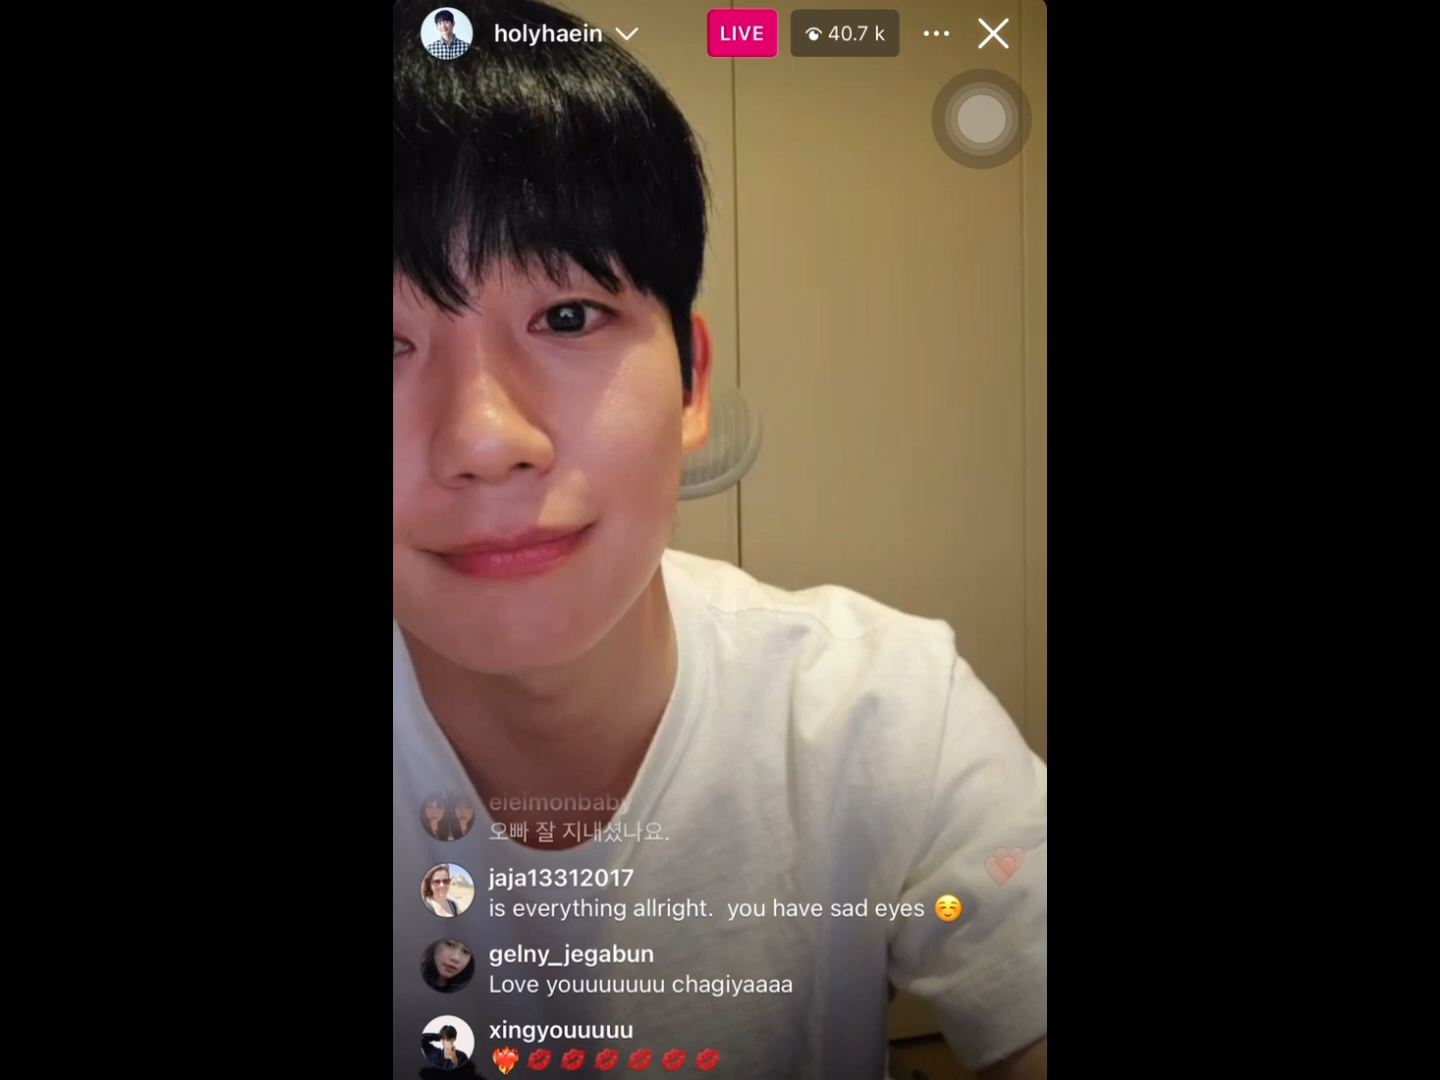 holyhaein
LIVE
40.7 k
eieimonbaby
오빠 잘 지내셨나요.
jaja13312017
is everything allright.  you have sad eyes ☺️
gelny_jegabun
Love youuuuuuu chagiyaaaa
xingyouuuuu
❤️‍🔥💋💋💋💋💋💋